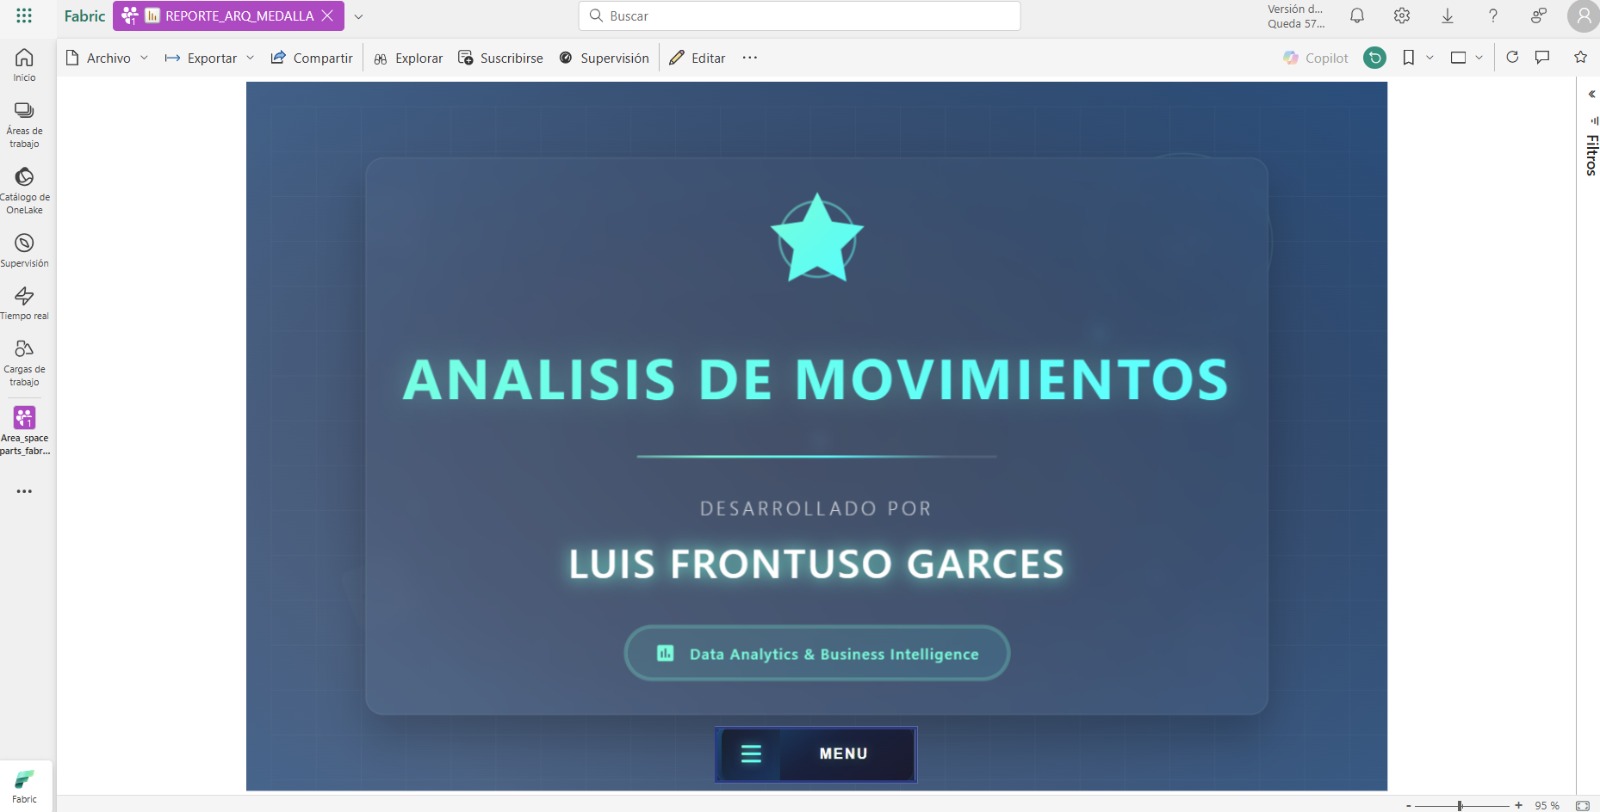 Fabric
REPORTE_ARQ_MEDALLA
Buscar
Versión d...
Queda 57...
Archivo
Exportar
Compartir
Explorar
Suscribirse
Supervisión
Editar
Copilot
Inicio
Áreas de
trabajo
Catálogo de
OneLake
Supervisión
Tiempo real
Cargas de
trabajo
Area_space
parts_fabr...
Fabric
Filtros
ANALISIS DE MOVIMIENTOS
DESARROLLADO POR
LUIS FRONTUSO GARCES
Data Analytics & Business Intelligence
MENU
- + 95 %